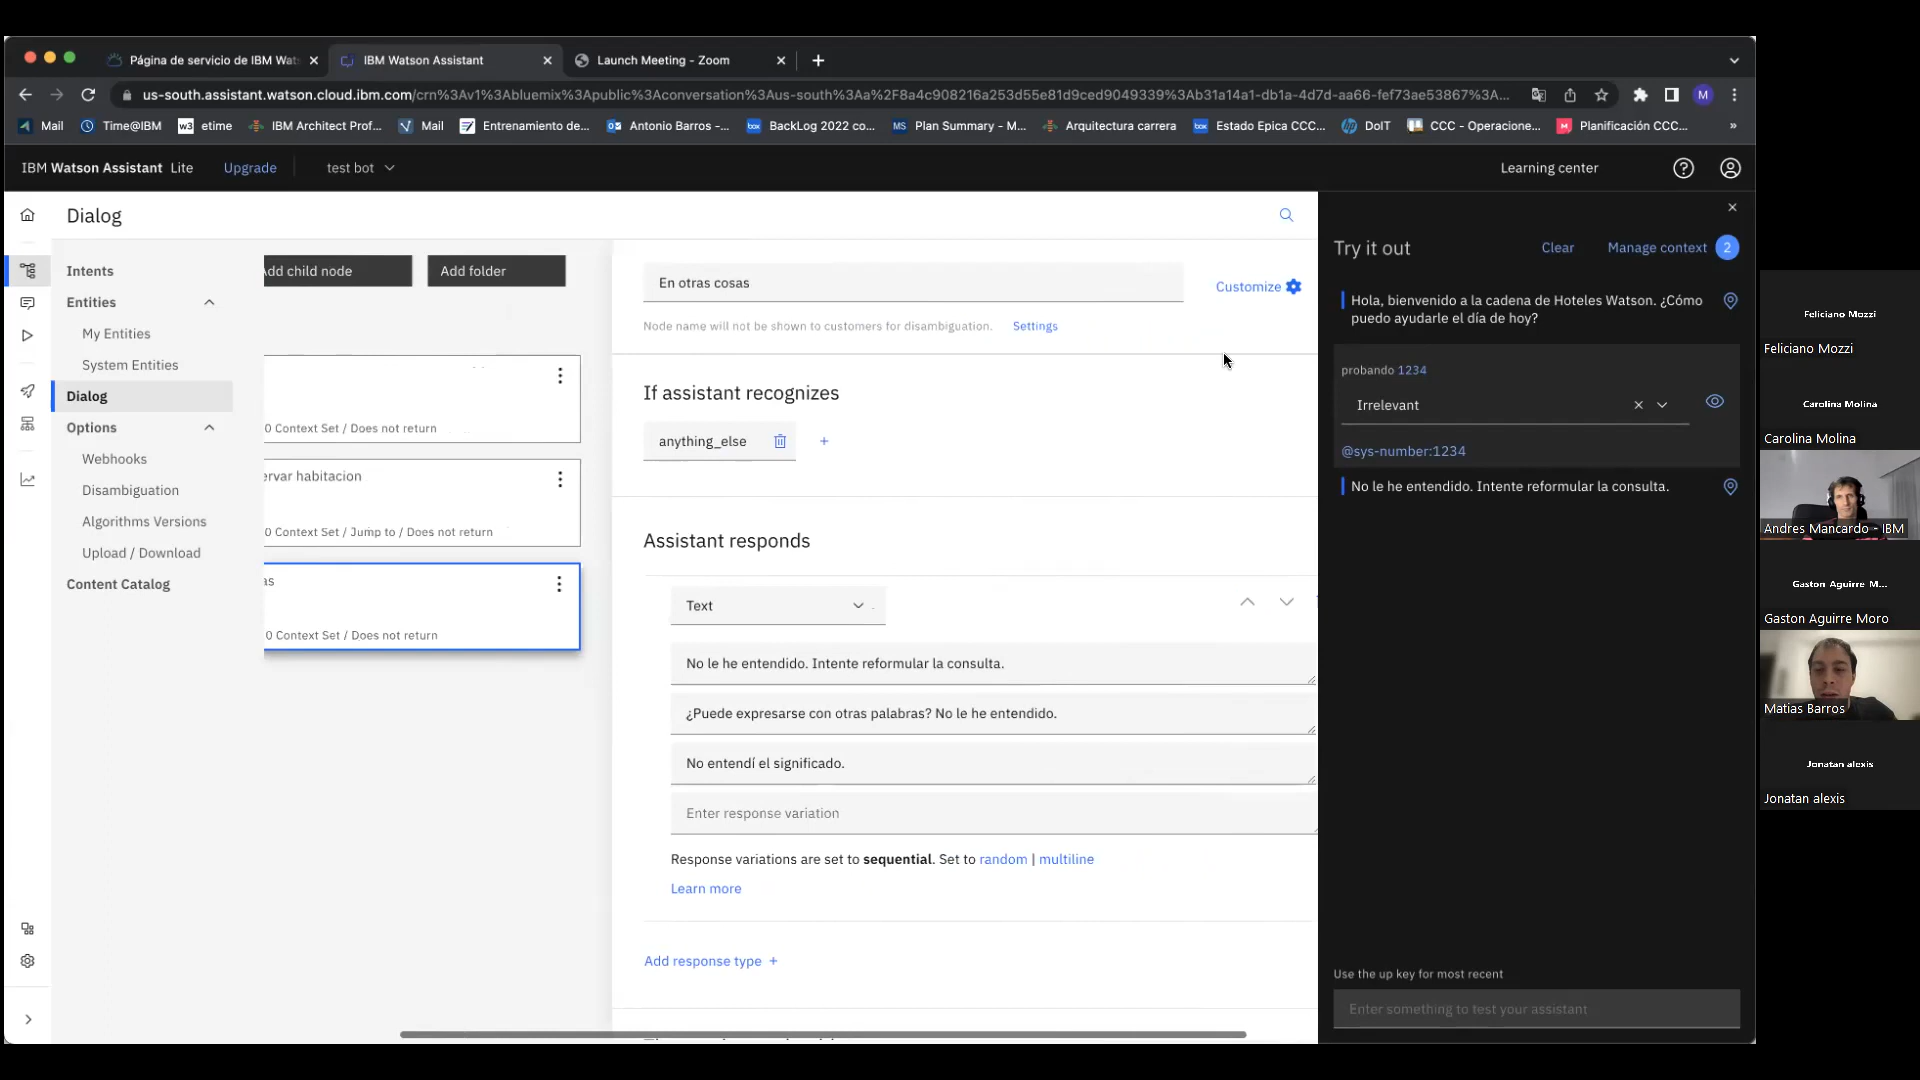 Página de servicio de IBM Wat
IBM Watson Assistant
Launch Meeting - Zoom
us-south.assistant.watson.cloud.ibm.com/crn%3Av1%3Abluemix%3Apublic%3Aconversation%3Aus-south%3Aa%2F8a4c908216a253d55e81d9ced9049339%3Ab31a14a1-db1a-4d7d-aa66-fef73ae53867%3A...
M
Mail
Time@IBM
w3 etime
IBM Architect Prof...
Mail
Entrenamiento de...
Antonio Barros -...
box BackLog 2022 co...
MS Plan Summary - M...
Arquitectura carrera
box Estado Epica CCC...
DoIT
CCC - Operacione...
Planificación CCC...
»
IBM Watson Assistant Lite
Upgrade
test bot
Learning center
Dialog
Intents
Entities
My Entities
System Entities
Dialog
Options
Webhooks
Disambiguation
Algorithms Versions
Upload / Download
Content Catalog
dd child node
Add folder
0 Context Set / Does not return
ervar habitacion
0 Context Set / Jump to / Does not return
as
0 Context Set / Does not return
En otras cosas
Customize
Node name will not be shown to customers for disambiguation. Settings
If assistant recognizes
anything_else
+
Assistant responds
Text
No le he entendido. Intente reformular la consulta.
¿Puede expresarse con otras palabras? No le he entendido.
No entendí el significado.
Enter response variation
Response variations are set to sequential. Set to random | multiline
Learn more
Add response type +
Try it out
Clear
Manage context 2
Hola, bienvenido a la cadena de Hoteles Watson. ¿Cómo
puedo ayudarle el día de hoy?
probando 1234
Irrelevant
@sys-number:1234
No le he entendido. Intente reformular la consulta.
Use the up key for most recent
Enter something to test your assistant
Feliciano Mozzi
Feliciano Mozzi
Carolina Molina
Carolina Molina
Andres Mancardo - IBM
Gaston Aguirre M...
Gaston Aguirre Moro
Matias Barros
Jonatan alexis
Jonatan alexis